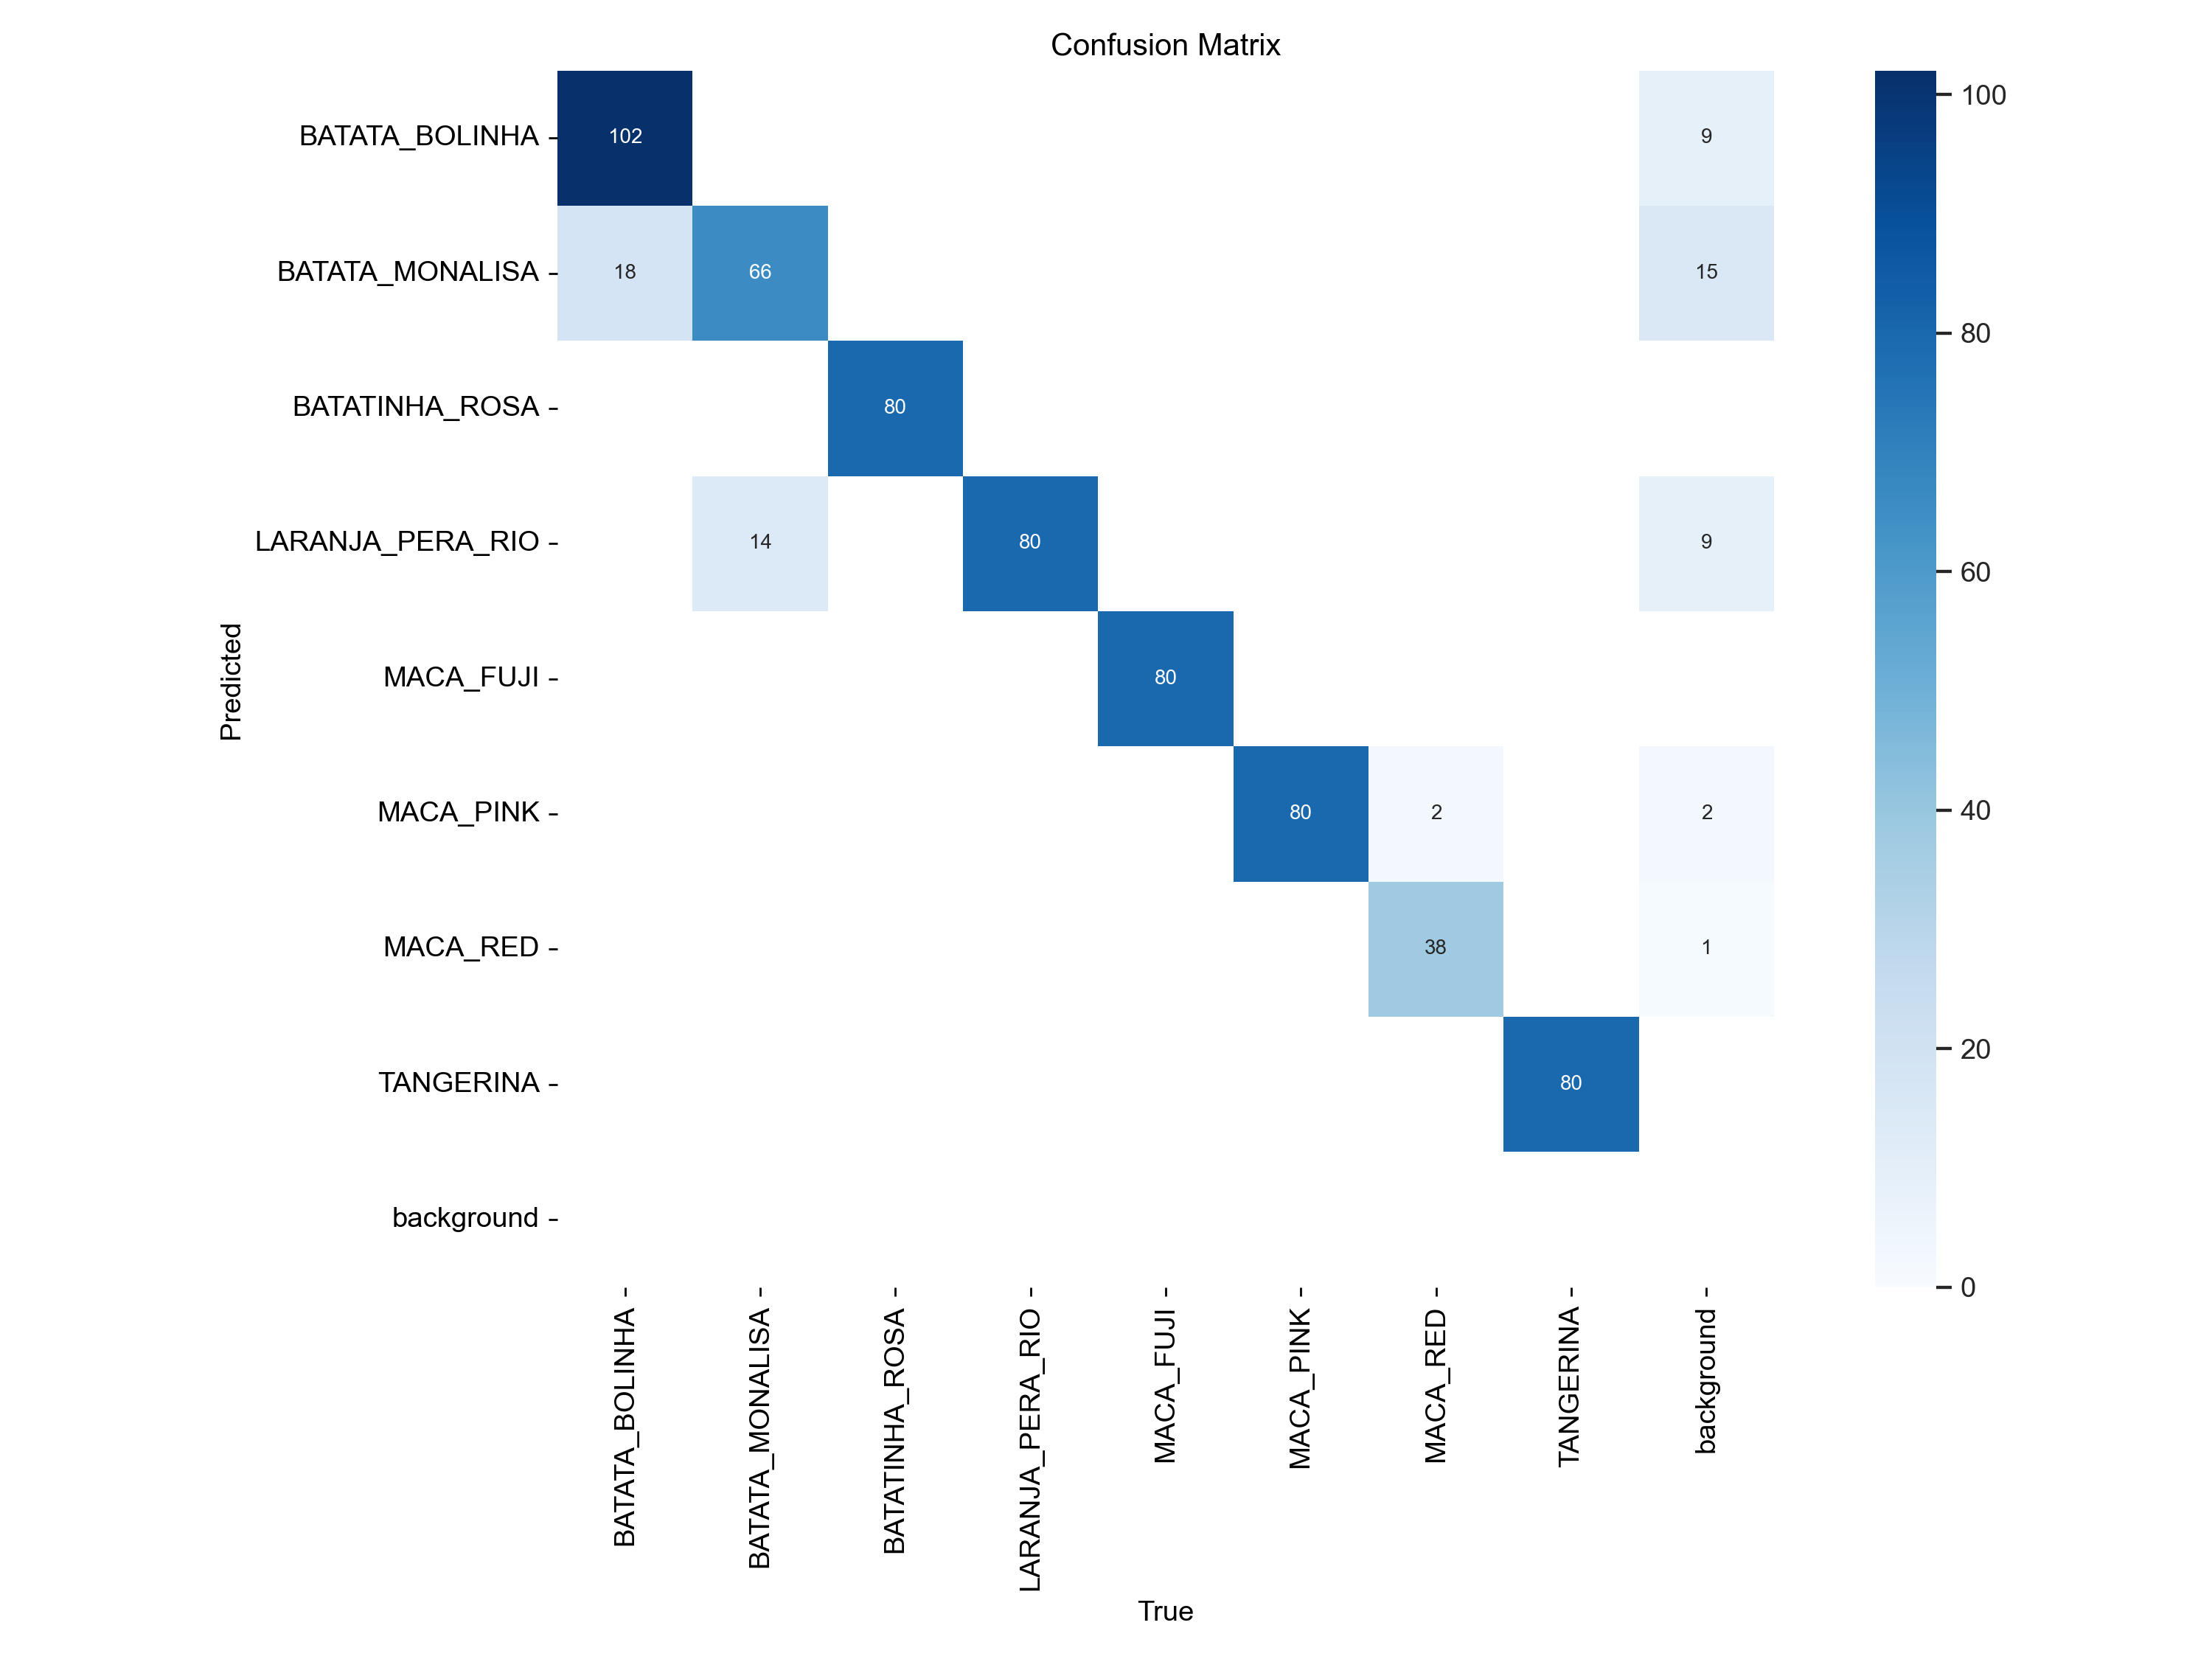 Confusion Matrix
BATATA_BOLINHA
102
9
100
BATATA_MONALISA
18
66
15
80
BATATINHA_ROSA
80
LARANJA_PERA_RIO
14
80
9
60
Predicted
MACA_FUJI
80
MACA_PINK
80
2
2
40
MACA_RED
38
1
20
TANGERINA
80
background
0
BATATA_BOLINHA
BATATA_MONALISA
BATATINHA_ROSA
LARANJA_PERA_RIO
MACA_FUJI
MACA_PINK
MACA_RED
TANGERINA
background
True